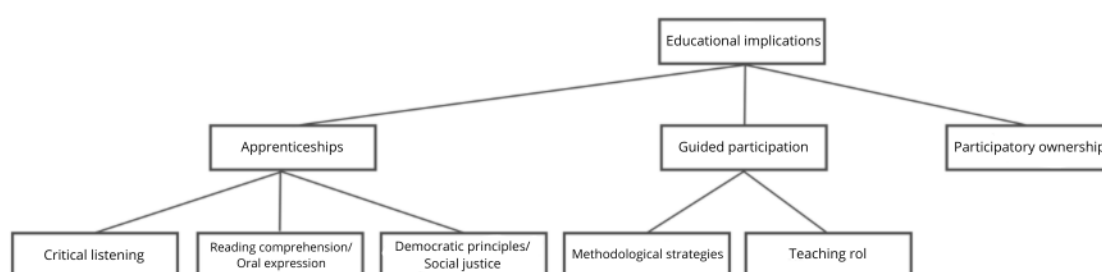 Educational implications
Apprenticeships
Guided participation
Participatory ownership
Critical listening
Reading comprehension/
Oral expression
Democratic principles/
Social justice
Methodological strategies
Teaching rol